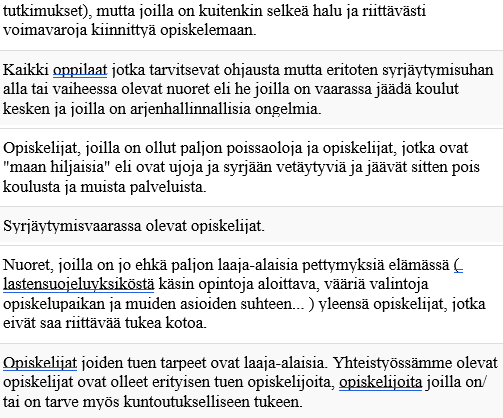 tutkimukset), mutta joilla on kuitenkin selkeä halu ja riittävästi
voimavaroja kiinnittyä opiskelemaan.
Kaikki oppilaat jotka tarvitsevat ohjausta mutta eritoten syrjäytymisuhan
alla tai vaiheessa olevat nuoret eli he joilla on vaarassa jäädä koulut
kesken ja joilla on arjenhallinnallisia ongelmia.
Opiskelijat, joilla on ollut paljon poissaoloja ja opiskelijat, jotka ovat
"maan hiljaisia" eli ovat ujoja ja syrjään vetäytyviä ja jäävät sitten pois
koulusta ja muista palveluista.
Syrjäytymisvaarassa olevat opiskelijat.
Nuoret, joilla on jo ehkä paljon laaja-alaisia pettymyksiä elämässä (
lastensuojeluyksiköstä käsin opintoja aloittava, vääriä valintoja
opiskelupaikan ja muiden asioiden suhteen... ) yleensä opiskelijat, jotka
eivät saa riittävää tukea kotoa.
Opiskelijat joiden tuen tarpeet ovat laaja-alaisia. Yhteistyössämme olevat
opiskelijat ovat olleet erityisen tuen opiskelijoita, opiskelijoita joilla on/
tai on tarve myös kuntoutukselliseen tukeen.